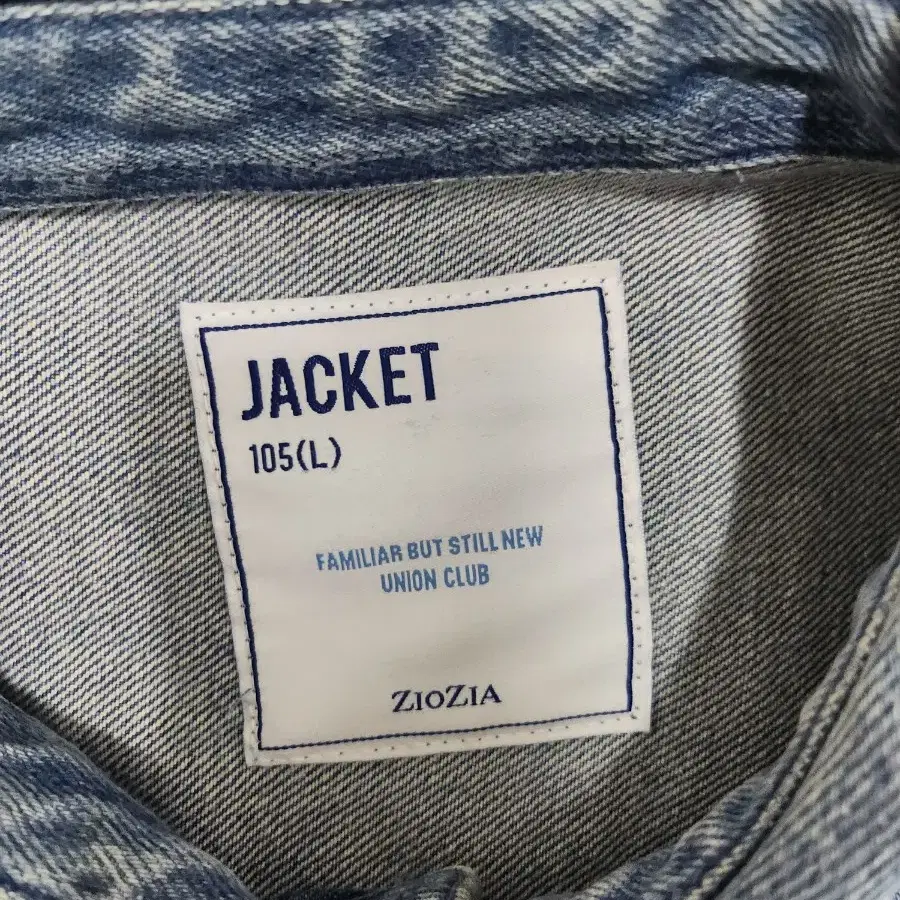 JACKET
105(L)
FAMILIAR BUT STILL NEW
UNION CLUB
ZIOZIA